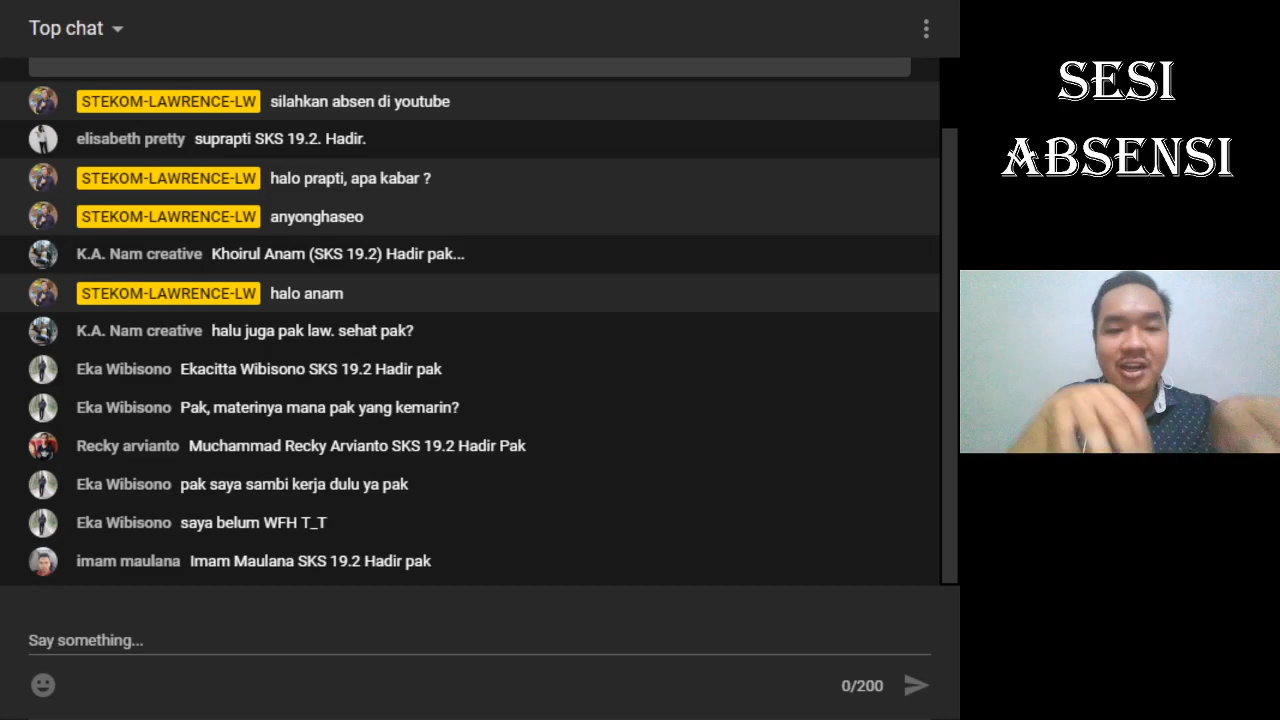 Top chat
STEKOM-LAWRENCE-LW silahkan absen di youtube
elisabeth pretty suprapti SKS 19.2. Hadir.
STEKOM-LAWRENCE-LW halo prapti, apa kabar ?
STEKOM-LAWRENCE-LW anyonghaseo
K.A. Nam creative Khoirul Anam (SKS 19.2) Hadir pak...
STEKOM-LAWRENCE-LW halo anam
K.A. Nam creative halu juga pak law. sehat pak?
Eka Wibisono Ekacitta Wibisono SKS 19.2 Hadir pak
Eka Wibisono Pak, materinya mana pak yang kemarin?
Recky arvianto Muchammad Recky Arvianto SKS 19.2 Hadir Pak
Eka Wibisono pak saya sambi kerja dulu ya pak
Eka Wibisono saya belum WFH T_T
imam maulana Imam Maulana SKS 19.2 Hadir pak
Say something...
0/200
SESI
ABSENSI